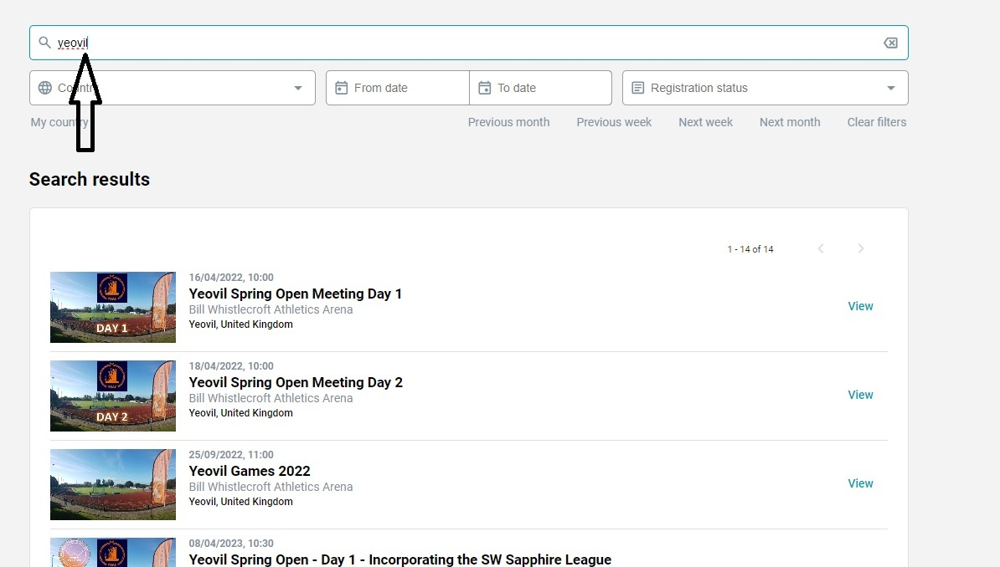 yeovil
Country From date To date Registration status
My country Previous month Previous week Next week Next month Clear filters
Search results
1 - 14 of 14
16/04/2022, 10:00
Yeovil Spring Open Meeting Day 1
Bill Whistlecroft Athletics Arena
Yeovil, United Kingdom
View
DAY 1
18/04/2022, 10:00
Yeovil Spring Open Meeting Day 2
Bill Whistlecroft Athletics Arena
Yeovil, United Kingdom
View
DAY 2
25/09/2022, 11:00
Yeovil Games 2022
Bill Whistlecroft Athletics Arena
Yeovil, United Kingdom
View
08/04/2023, 10:30
Yeovil Spring Open - Day 1 - Incorporating the SW Sapphire League